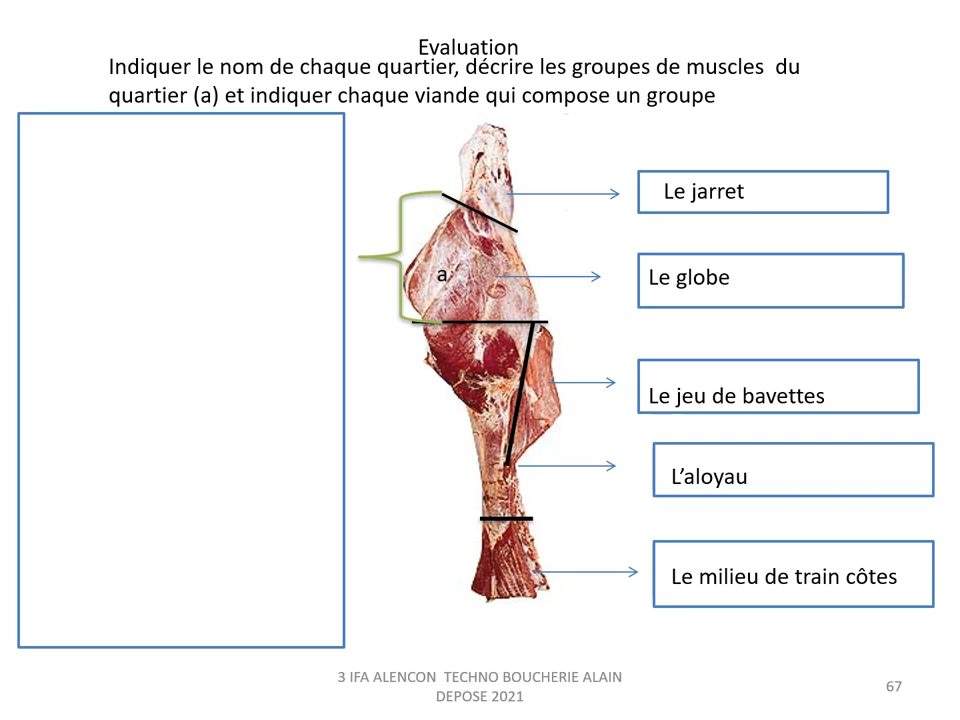 Evaluation
Indiquer le nom de chaque quartier, décrire les groupes de muscles du
quartier (a) et indiquer chaque viande qui compose un groupe
Le jarret
a
Le globe
Le jeu de bavettes
L’aloyau
Le milieu de train côtes
3 IFA ALENCON TECHNO BOUCHERIE ALAIN
DEPOSE 2021
67